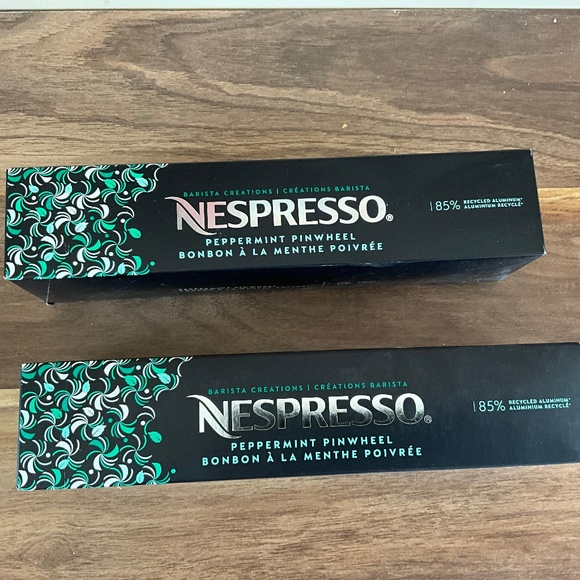 BARISTA CREATIONS | CRÉATIONS BARISTA
NESPRESSO®
PEPPERMINT PINWHEEL
BONBON À LA MENTHE POIVRÉE
85% RECYCLED ALUMINUM*
ALUMINIUM RECYCLÉ*
BARISTA CREATIONS | CRÉATIONS BARISTA
NESPRESSO®
PEPPERMINT PINWHEEL
BONBON À LA MENTHE POIVRÉE
85% RECYCLED ALUMINUM*
ALUMINIUM RECYCLÉ*